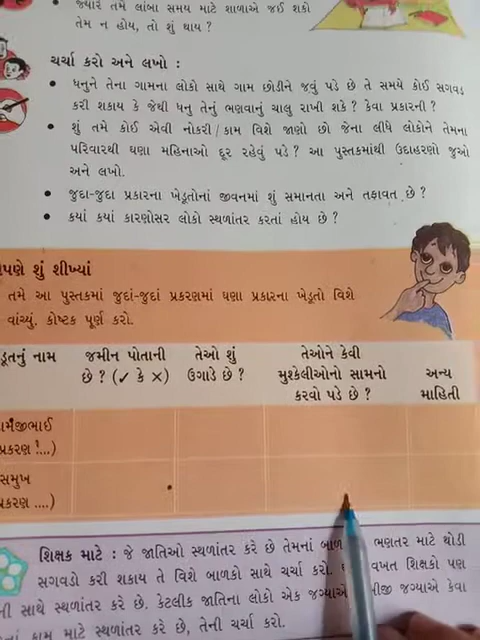 જ્યારે તમે લાંબા સમય માટે શાળાએ જઈ શકો
તેમ ન હોય, તો શું થાય ?
ચર્ચા કરો અને લખો :
• ધનુને તેના ગામના લોકો સાથે ગામ છોડીને જવું પડે છે તે સમયે કોઈ સગવડ
કરી શકાય કે જેથી ધનુ તેનું ભણવાનું ચાલુ રાખી શકે ? કેવા પ્રકારની ?
• શું તમે કોઈ એવી નોકરી/કામ વિશે જાણો છો જેના લીધે લોકોને તેમના
પરિવારથી ઘણા મહિનાઓ દૂર રહેવું પડે ? આ પુસ્તકમાંથી ઉદાહરણો જુઓ
અને લખો.
• જુદા-જુદા પ્રકારના ખેડૂતોનાં જીવનમાં શું સમાનતા અને તફાવત છે ?
• કયાં કયાં કારણોસર લોકો સ્થળાંતર કરતાં હોય છે ?
પણે શું શીખ્યાં
તમે આ પુસ્તકમાં જુદાં-જુદાં પ્રકરણમાં ઘણા પ્રકારના ખેડૂતો વિશે
વાંચ્યું. કોષ્ટક પૂર્ણ કરો.
ડૂતનું નામ જમીન પોતાની તેઓ શું તેઓને કેવી
છે ? (✓ કે ×) ઉગાડે છે ? મુશ્કેલીઓનો સામનો અન્ય
કરવો પડે છે ? માહિતી
ર્મજીભાઈ
પ્રકરણ !...)
સમુખ
પ્રકરણ ....)
શિક્ષક માટે : જે જાતિઓ સ્થળાંતર કરે છે તેમનાં બાળ ભણતર માટે થોડી
સગવડો કરી શકાય તે વિશે બાળકો સાથે ચર્ચા કરો. વખત શિક્ષકો પણ
ની સાથે સ્થળાંતર કરે છે. કેટલીક જાતિના લોકો એક જગ્યાએ બીજી જગ્યાએ કેવા
કામ માટે સ્થળાંતર કરે છે, તેની ચર્ચા કરો.